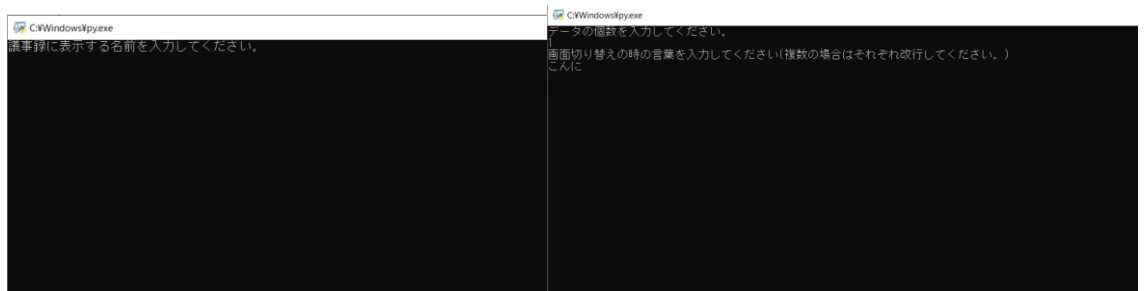 C:¥Windows¥py.exe
議事録に表示する名前を入力してください。
C:¥Windows¥py.exe
データの個数を入力してください。
1
画面切り替えの時の言葉を入力してください(複数の場合はそれぞれ改行してください。)
こんに